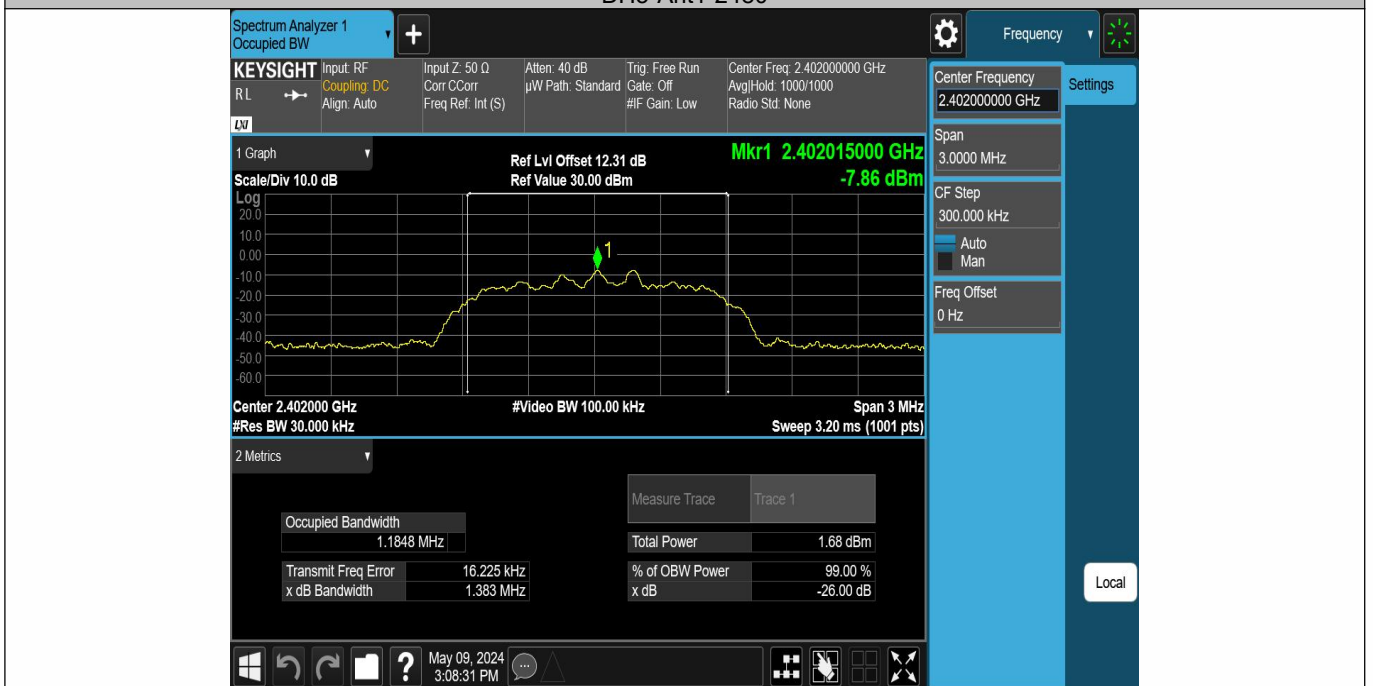 Spectrum Analyzer 1
Occupied BW
Frequency
KEYSIGHT
RL
LXI
Input: RF
Coupling: DC
Align: Auto
Input Z: 50 Ω
Corr CCorr
Freq Ref: Int (S)
Atten: 40 dB
µW Path: Standard
Trig: Free Run
Gate: Off
#IF Gain: Low
Center Freq: 2.402000000 GHz
Avg|Hold: 1000/1000
Radio Std: None
Center Frequency
2.402000000 GHz
Settings
Span
3.0000 MHz
CF Step
300.000 kHz
Auto
Man
Freq Offset
0 Hz
Local
1 Graph
Scale/Div 10.0 dB
Ref Lvl Offset 12.31 dB
Ref Value 30.00 dBm
Mkr1 2.402015000 GHz
-7.86 dBm
Log
20.0
10.0
0.00
-10.0
-20.0
-30.0
-40.0
-50.0
-60.0
1
Center 2.402000 GHz
#Res BW 30.000 kHz
#Video BW 100.00 kHz
Span 3 MHz
Sweep 3.20 ms (1001 pts)
2 Metrics
Measure Trace Trace 1
Occupied Bandwidth
1.1848 MHz
Total Power 1.68 dBm
Transmit Freq Error 16.225 kHz
% of OBW Power 99.00 %
x dB Bandwidth 1.383 MHz
x dB -26.00 dB
?
May 09, 2024
3:08:31 PM